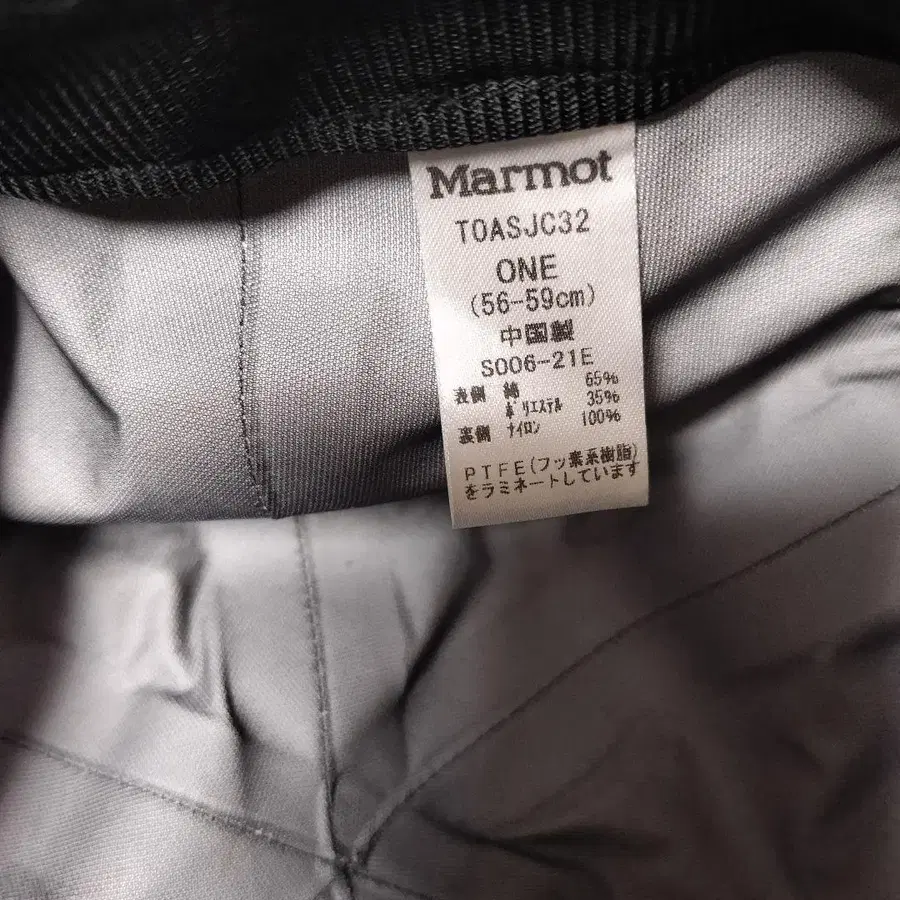 Marmot
TOASJC32
ONE
(56-59cm)
中国製
S006-21E
表側 綿 65%
ポリエステル 35%
裏側 ナイロン 100%
PTFE(フッ素系樹脂)
をラミネートしています